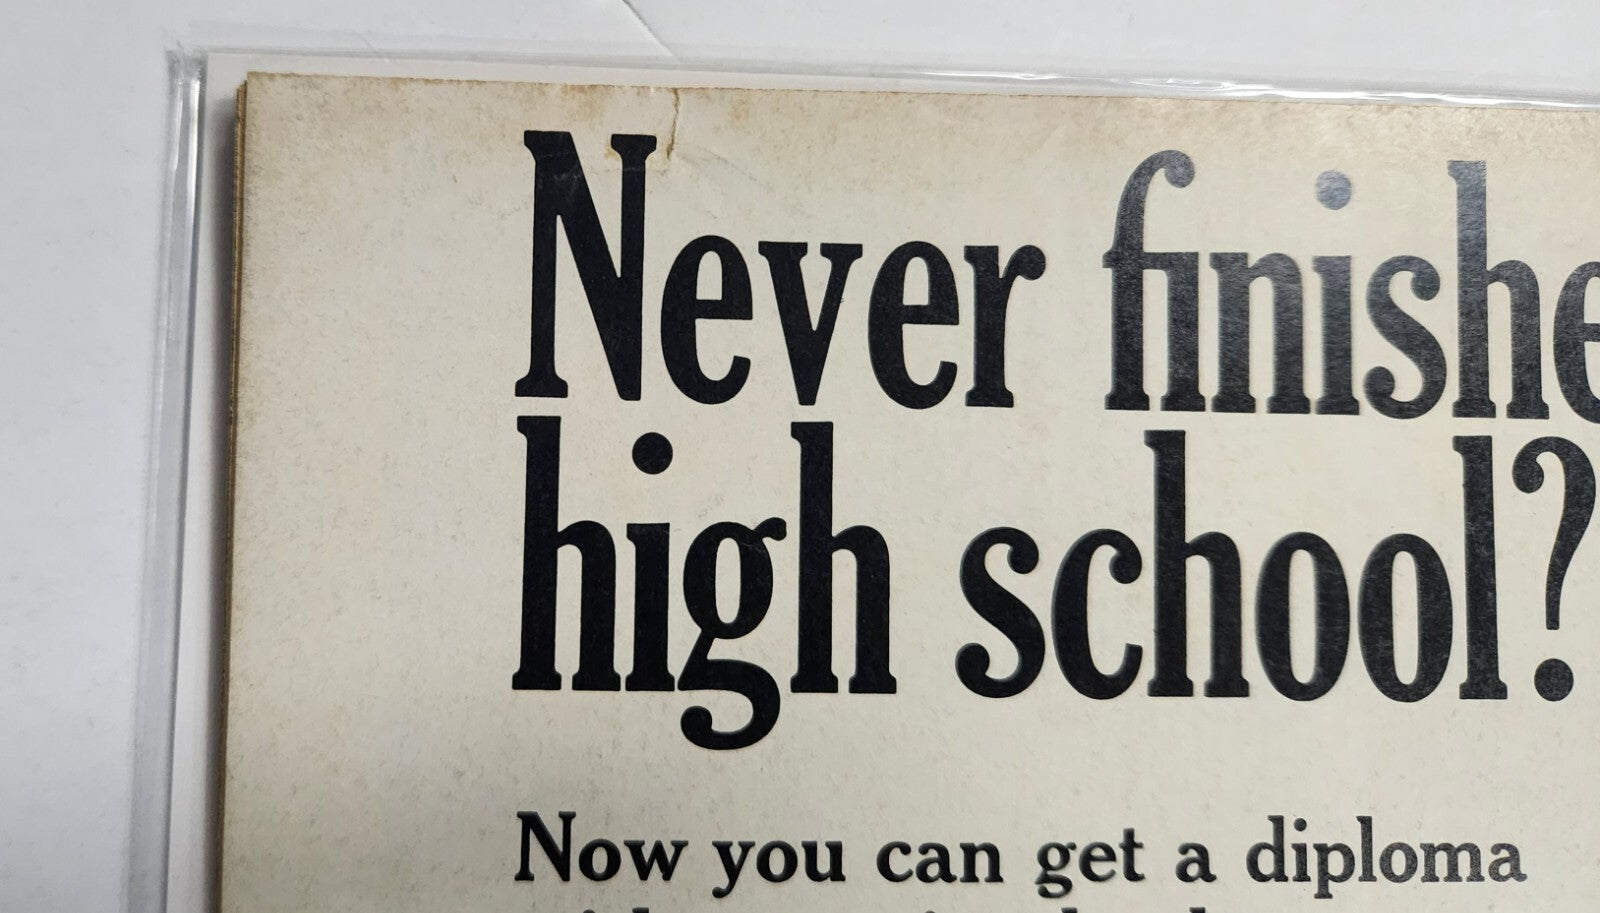 Never finishe
high school?
Now you can get a diploma